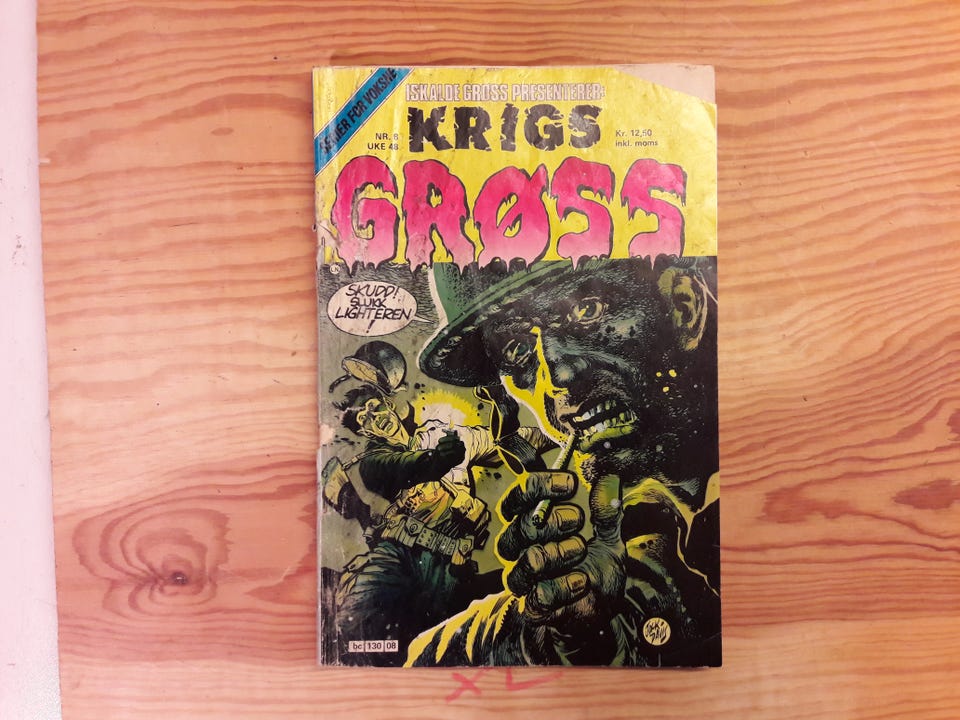 SERIER FOR VOKSNE
ISKALDE GRØSS PRESENTERER:
KRIGS
NR. 8
UKE 48
Kr. 12,50
inkl. moms
GRØSS
SKUDD!
SLUKK
LIGHTEREN
!
bc 130 08
XL